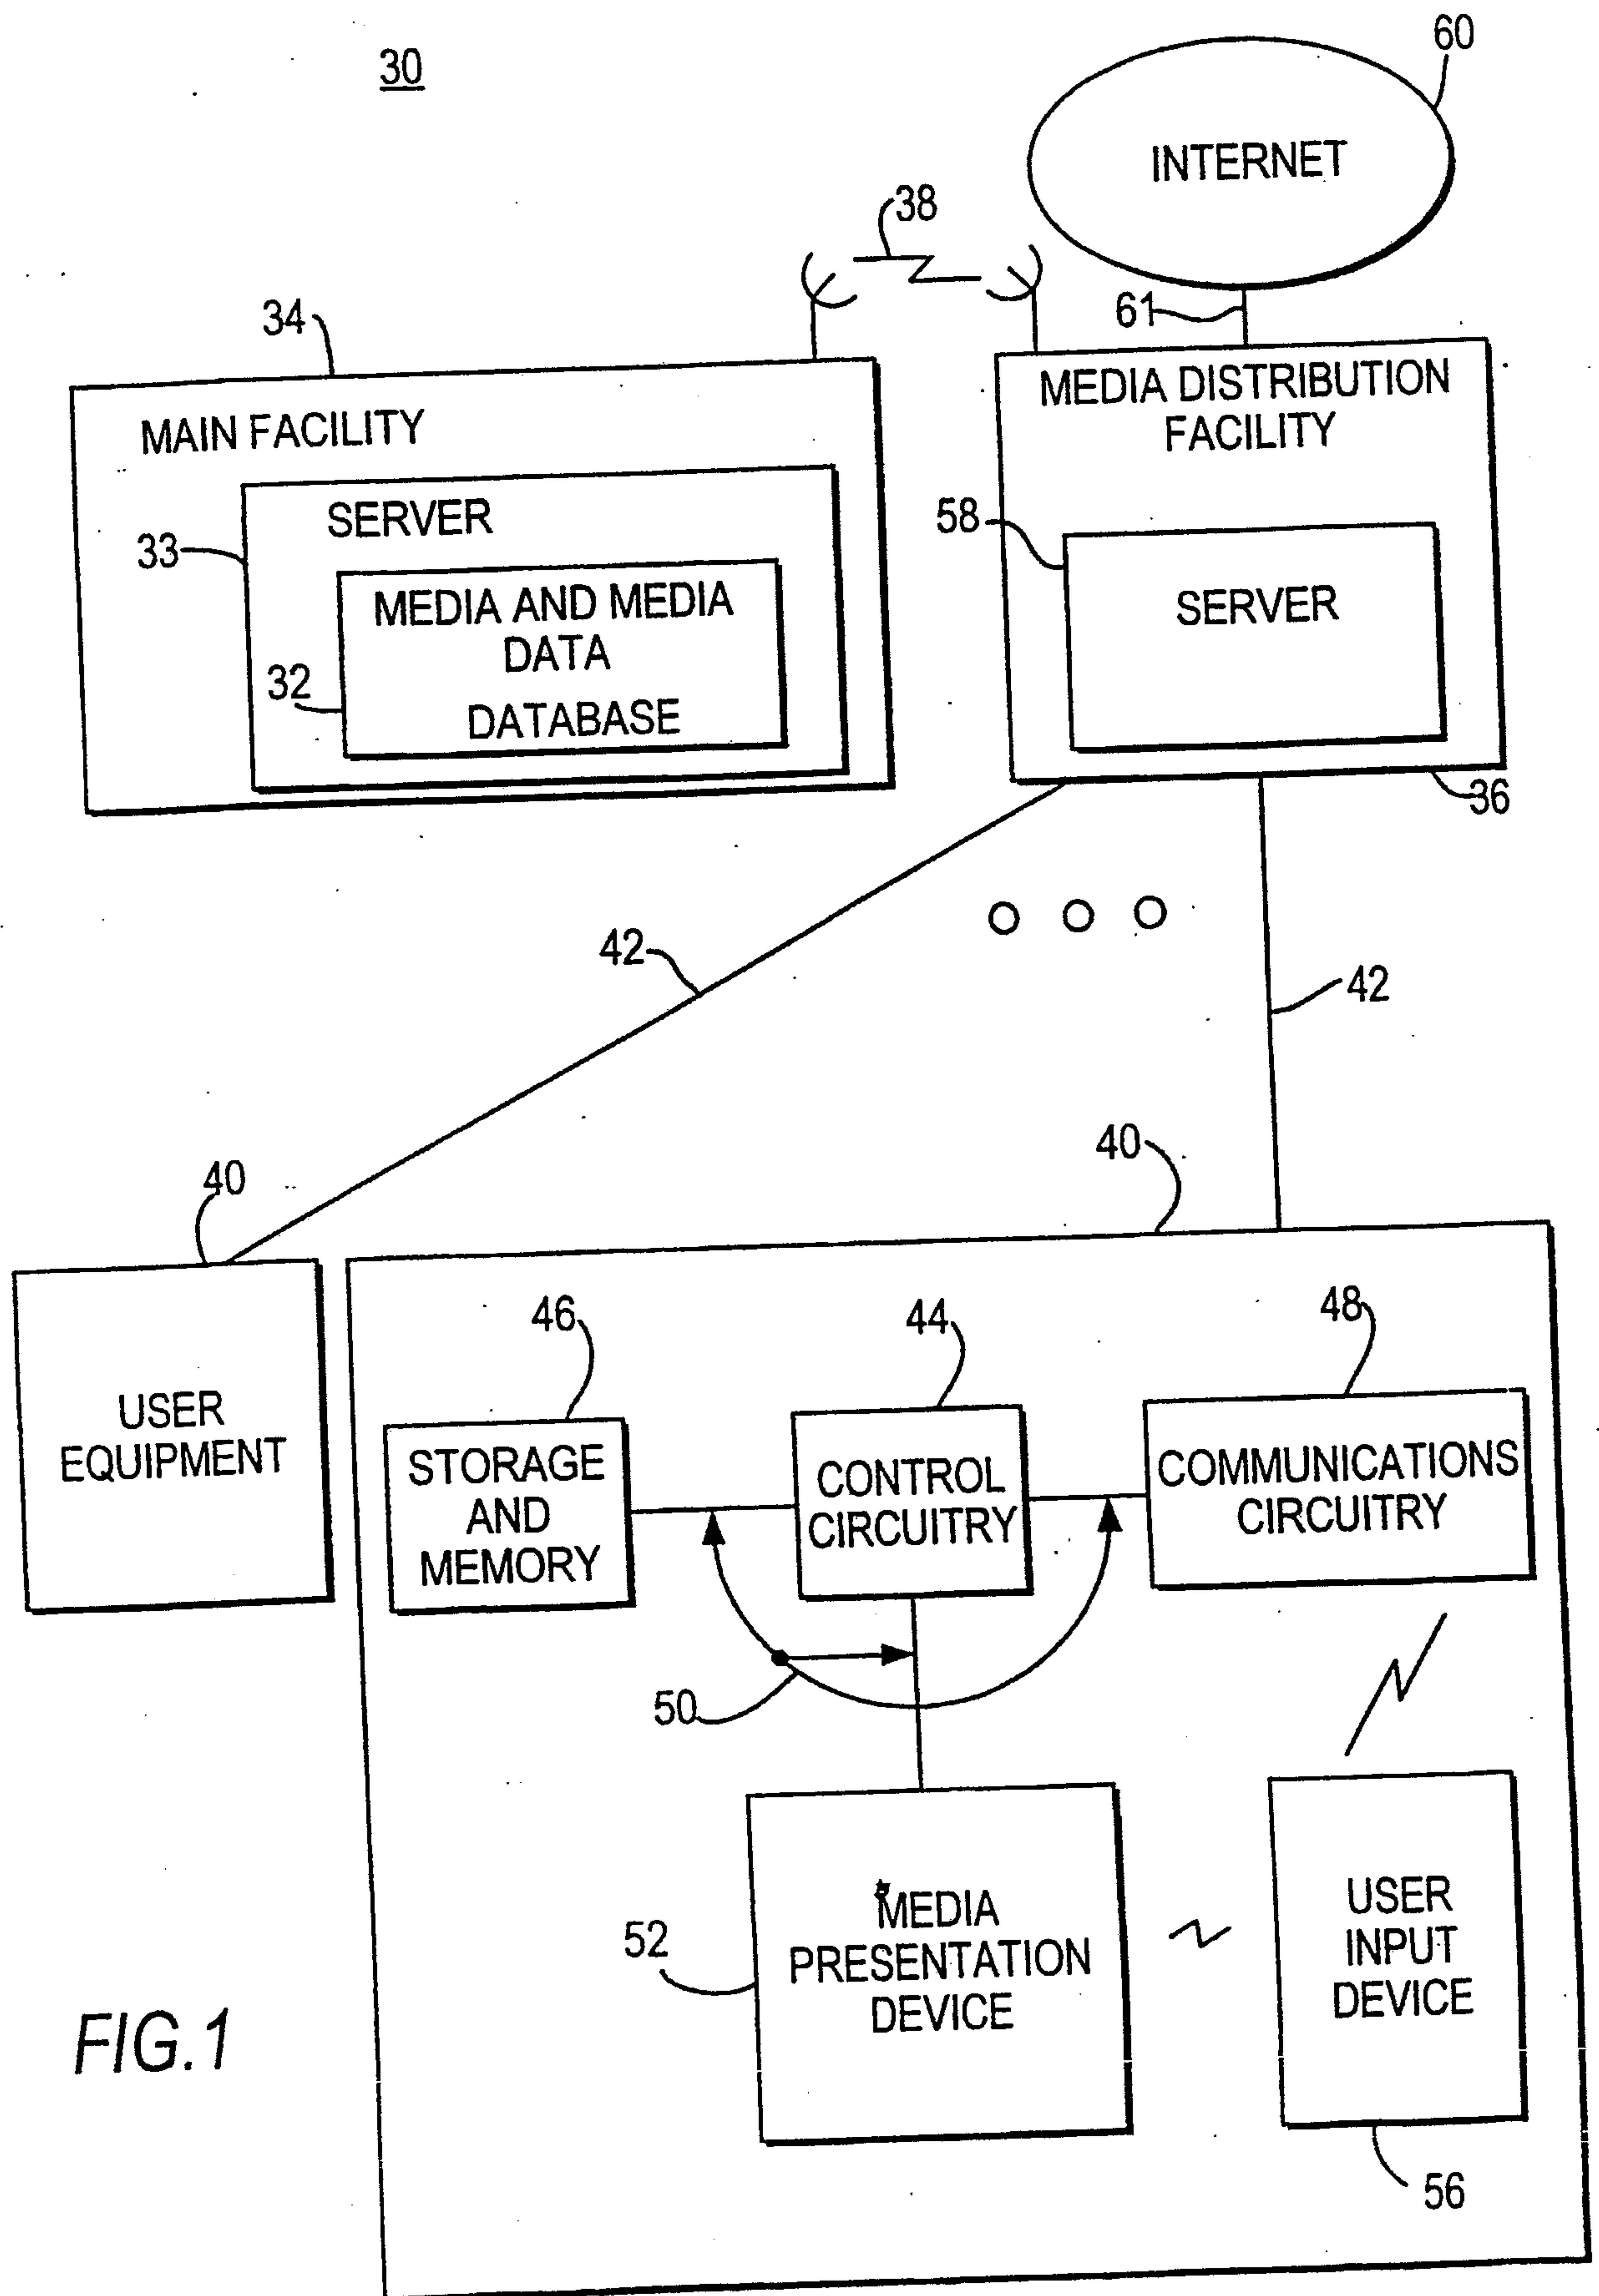 30
60
INTERNET
38
61
34
MAIN FACILITY
SERVER
33
MEDIA AND MEDIA
DATA
32
DATABASE
MEDIA DISTRIBUTION
FACILITY
58
SERVER
36
42
42
40
40
USER
EQUIPMENT
46
44
48
STORAGE
AND
MEMORY
CONTROL
CIRCUITRY
COMMUNICATIONS
CIRCUITRY
50
52
MEDIA
PRESENTATION
DEVICE
USER
INPUT
DEVICE
56
FIG.1